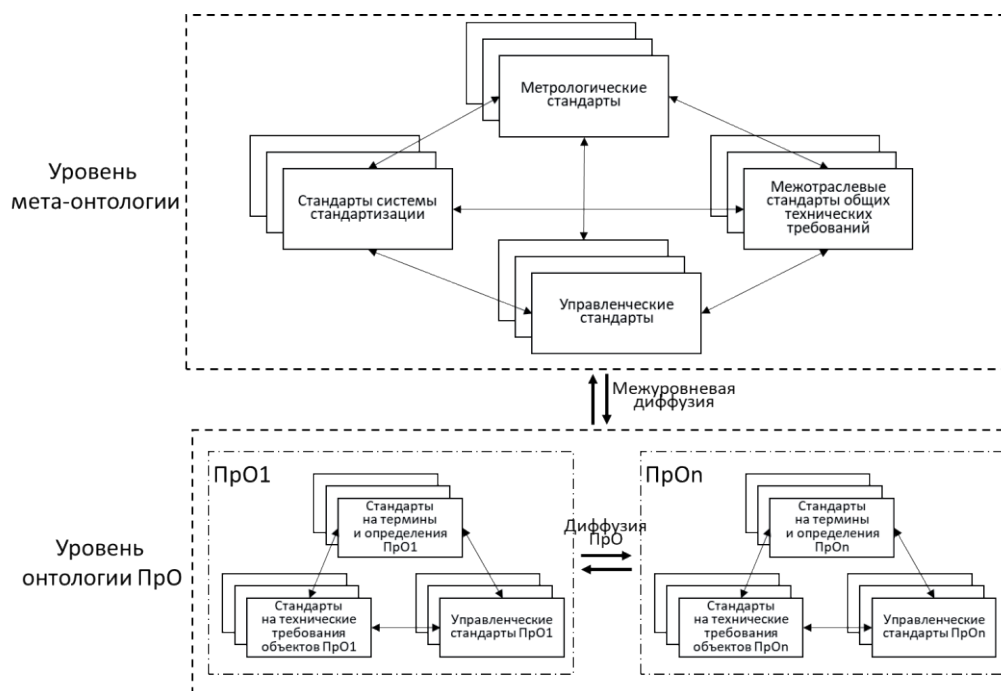 Метрологические
стандарты
Уровень
мета-онтологии
Стандарты системы
стандартизации
Межотраслевые
стандарты общих
технических
требований
Управленческие
стандарты
Межуровневая
диффузия
Уровень
онтологии ПрО
ПрО1
Стандарты
на термины
и определения
ПрО1
Стандарты
на технические
требования
объектов ПрО1
Управленческие
стандарты ПрО1
Диффузия
ПрО
ПрОn
Стандарты
на термины
и определения
ПрОn
Стандарты
на технические
требования
объектов ПрОn
Управленческие
стандарты ПрОn